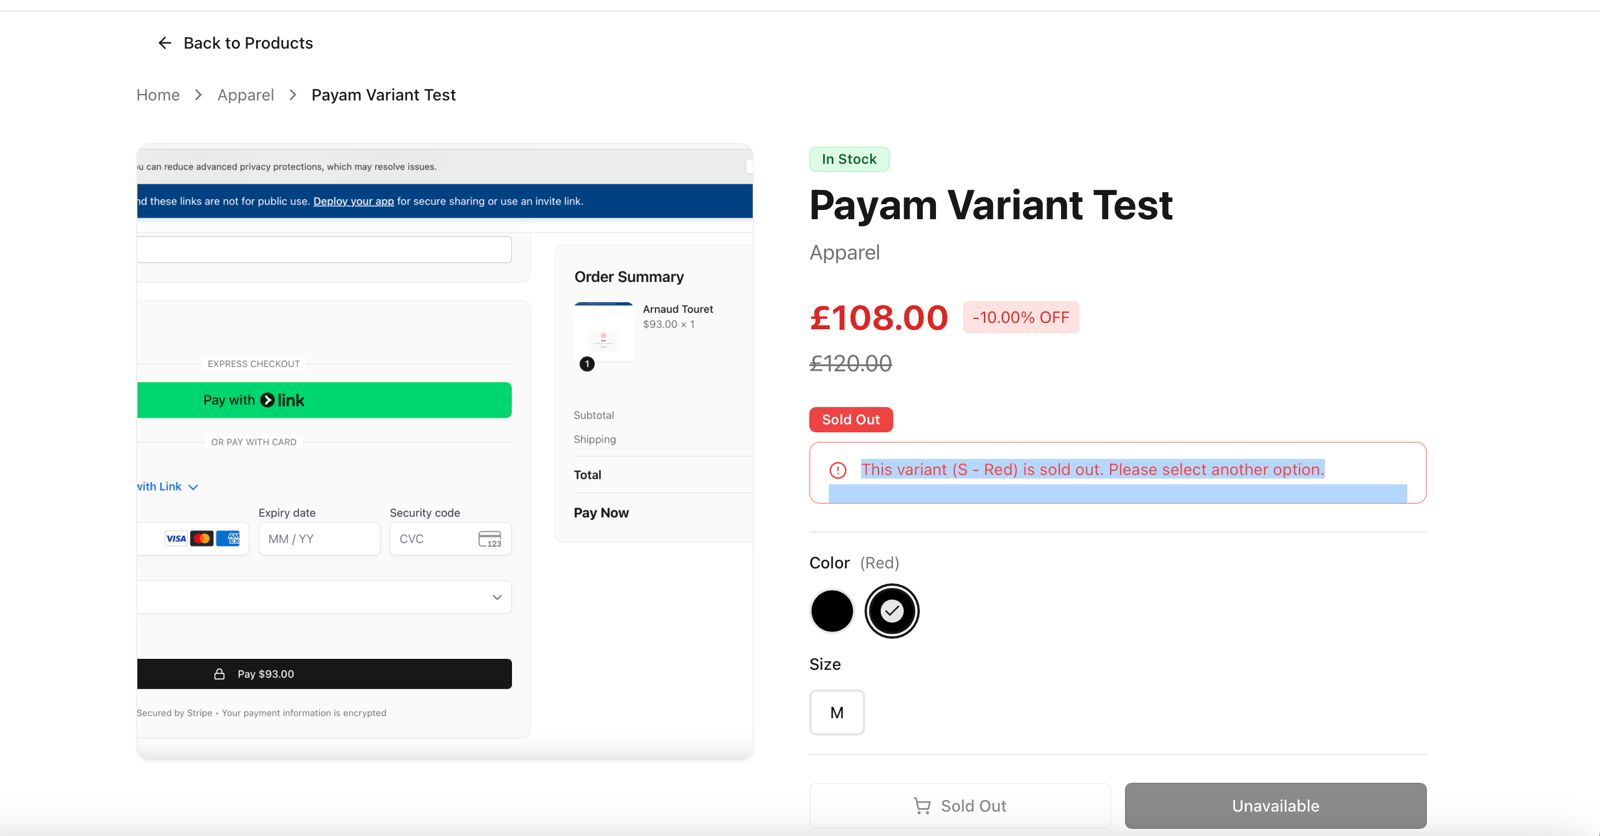 Back to Products
Home > Apparel > Payam Variant Test
u can reduce advanced privacy protections, which may resolve issues.
nd these links are not for public use. Deploy your app for secure sharing or use an invite link.
Order Summary
Arnaud Touret
$93.00 × 1
1
EXPRESS CHECKOUT
Pay with link
OR PAY WITH CARD
Subtotal
Shipping
Total
Pay Now
with Link
Expiry date
Security code
VISA
MM / YY
CVC
123
Pay $93.00
Secured by Stripe • Your payment information is encrypted
In Stock
Payam Variant Test
Apparel
£108.00 -10.00% OFF
£120.00
Sold Out
This variant (S - Red) is sold out. Please select another option.
Color (Red)
Size
M
Sold Out
Unavailable